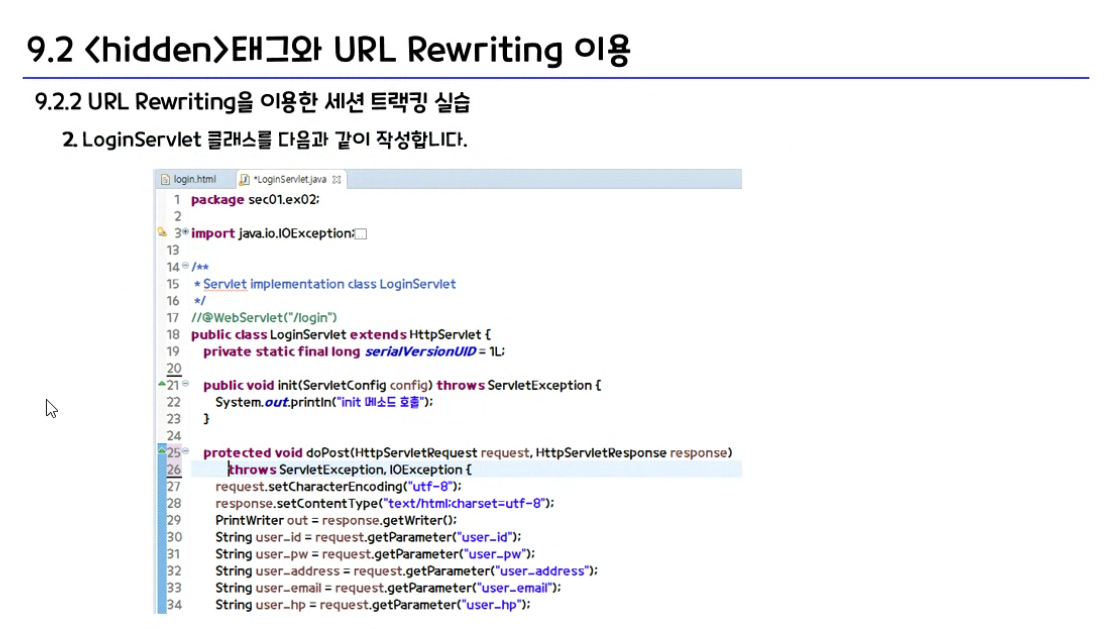 9.2 <hidden>태그와 URL Rewriting 이용
9.2.2 URL Rewriting을 이용한 세션 트랙킹 실습
2. LoginServlet 클래스를 다음과 같이 작성합니다.
login.html *LoginServlet.java
1 package sec01.ex02;
2
3 import java.io.IOException;
13
14 /**
15 * Servlet implementation class LoginServlet
16 */
17 //@WebServlet("/login")
18 public class LoginServlet extends HttpServlet {
19 private static final long serialVersionUID = 1L;
20
21 public void init(ServletConfig config) throws ServletException {
22 System.out.println("init 메소드 호출");
23 }
24
25 protected void doPost(HttpServletRequest request, HttpServletResponse response)
26 throws ServletException, IOException {
27 request.setCharacterEncoding("utf-8");
28 response.setContentType("text/html;charset=utf-8");
29 PrintWriter out = response.getWriter();
30 String user_id = request.getParameter("user_id");
31 String user_pw = request.getParameter("user_pw");
32 String user_address = request.getParameter("user_address");
33 String user_email = request.getParameter("user_email");
34 String user_hp = request.getParameter("user_hp");